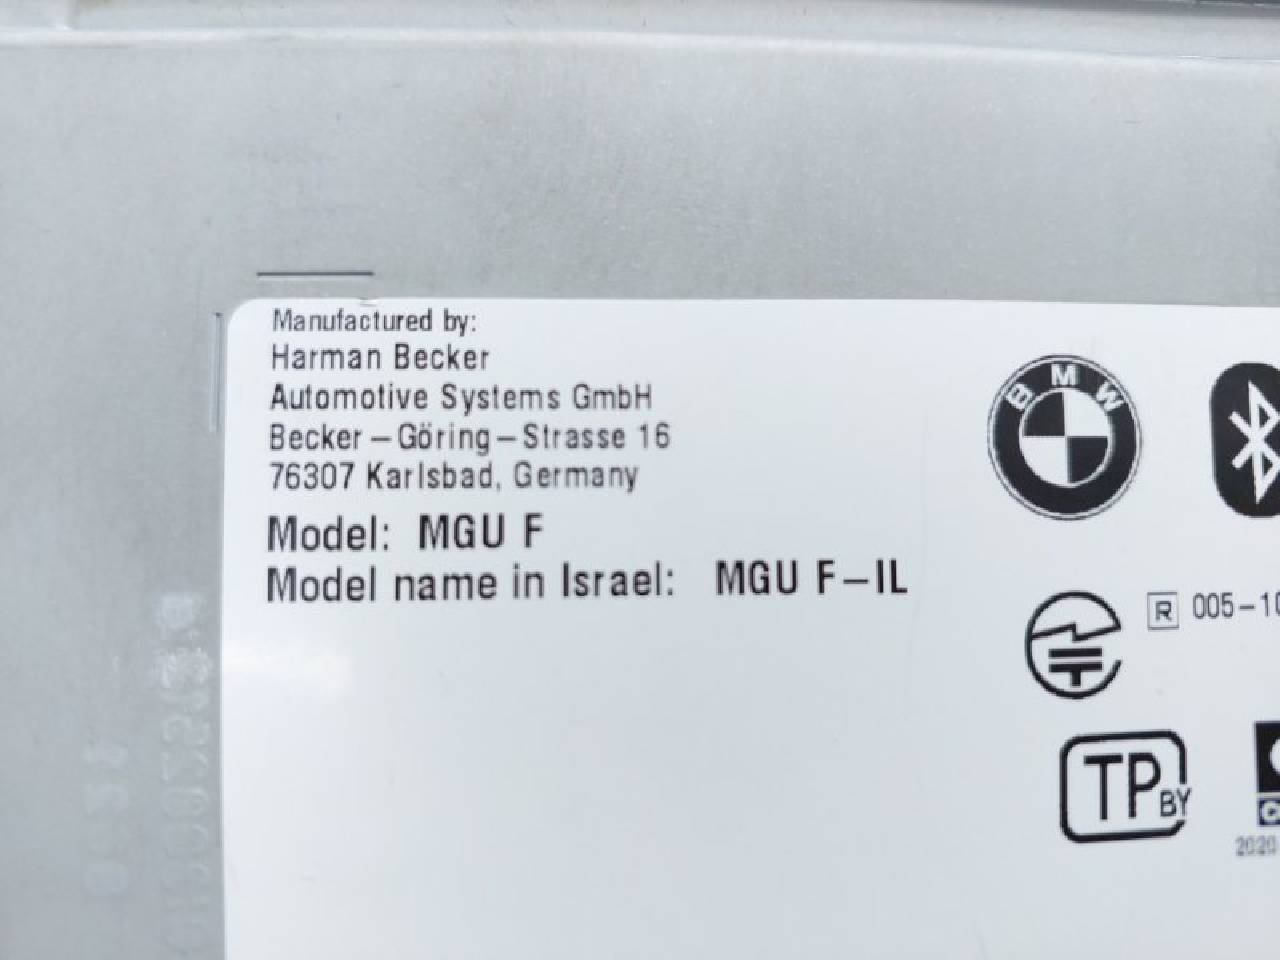 Manufactured by:
Harman Becker
Automotive Systems GmbH
Becker–Göring–Strasse 16
76307 Karlsbad, Germany
Model: MGU F
Model name in Israel: MGU F–IL
BMW
R 005–10
TP BY
2020